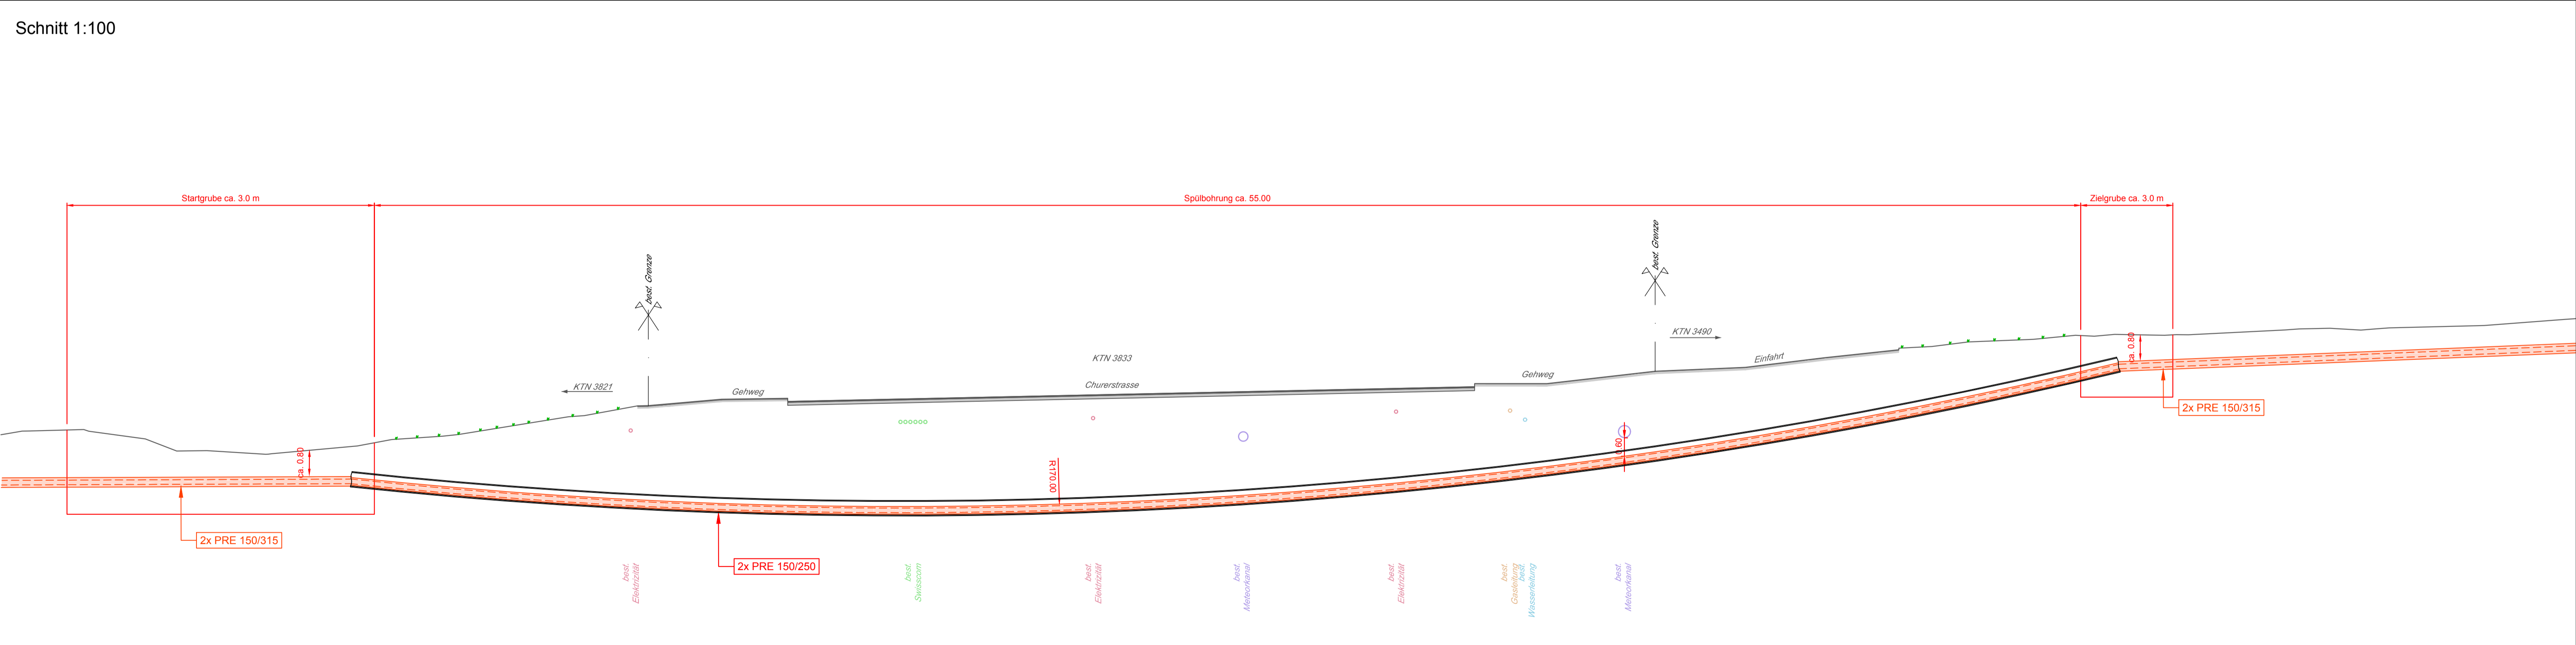 Schnitt 1:100
Startgrube ca. 3.0 m
Spülbohrung ca. 55.00
Zielgrube ca. 3.0 m
best. Grenze
best. Grenze
KTN 3490
KTN 3833
Einfahrt
KTN 3821
Gehweg
Churerstrasse
Gehweg
ca. 0.80
ca. 0.80
0.60
R170.00
2x PRE 150/315
2x PRE 150/315
2x PRE 150/250
best.
Elektrizität
best.
Swisscom
best.
Elektrizität
best.
Meteorkanal
best.
Elektrizität
best.
Gasleitung
best.
Wasserleitung
best.
Meteorkanal